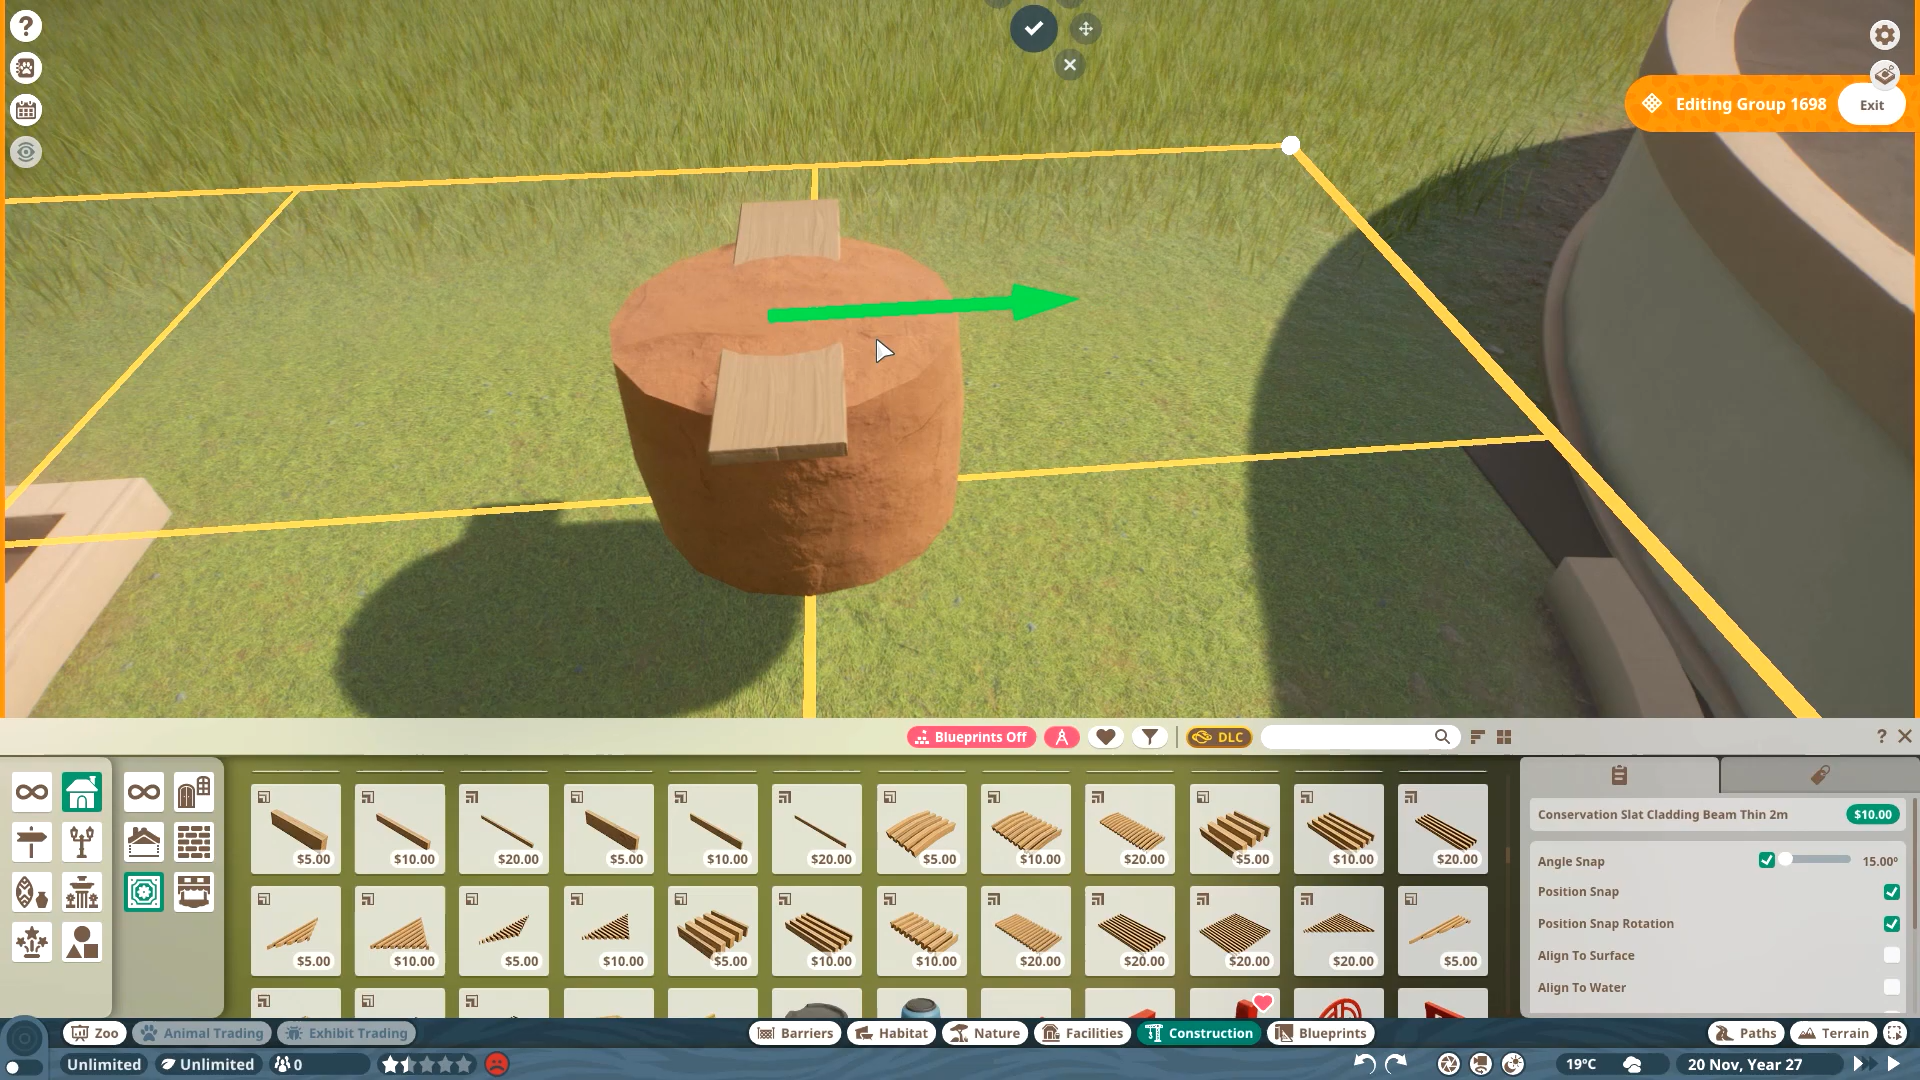 ?
Editing Group 1698
Exit
Blueprints Off
DLC
? 
$5.00 $10.00 $20.00 $5.00 $10.00 $20.00 $5.00 $10.00 $20.00 $5.00 $10.00 $20.00
$5.00 $10.00 $5.00 $10.00 $5.00 $10.00 $10.00 $20.00 $20.00 $20.00 $20.00 $5.00
Conservation Slat Cladding Beam Thin 2m $10.00
Angle Snap 15.00°
Position Snap
Position Snap Rotation
Align To Surface
Align To Water
Zoo Animal Trading Exhibit Trading Barriers Habitat Nature Facilities Construction Blueprints Paths Terrain
Unlimited Unlimited 0 19°C 20 Nov, Year 27